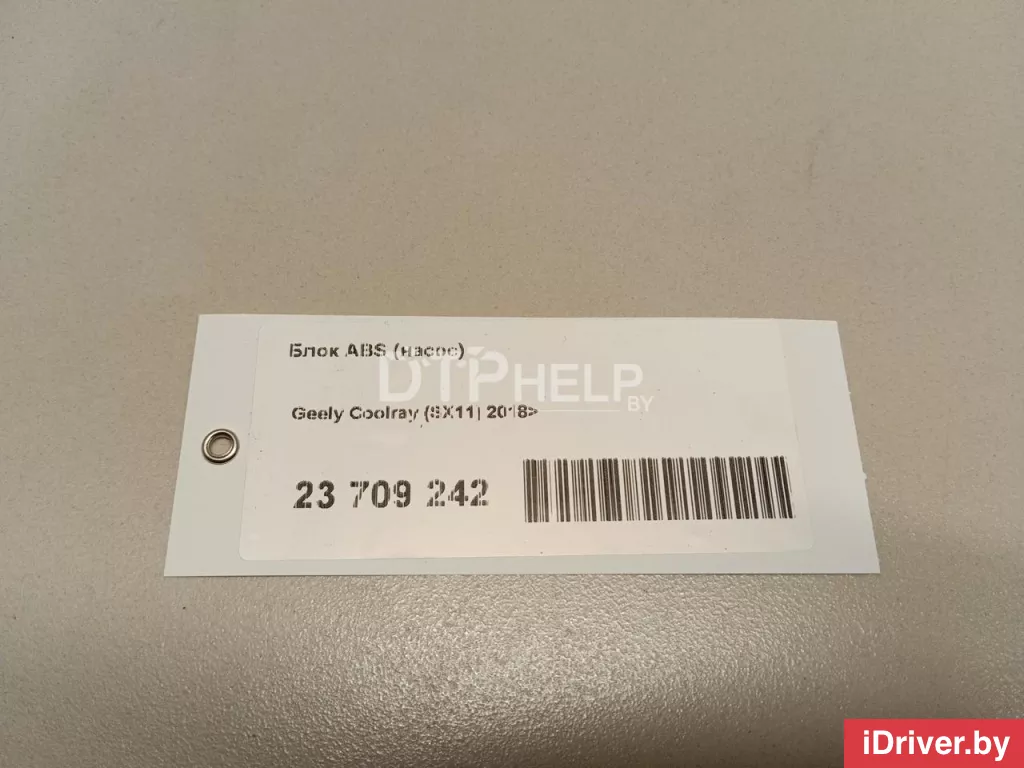 Блок ABS (насос)
DTPHELP
BY
Geely Coolray (SX11) 2018>
23 709 242
iDriver.by